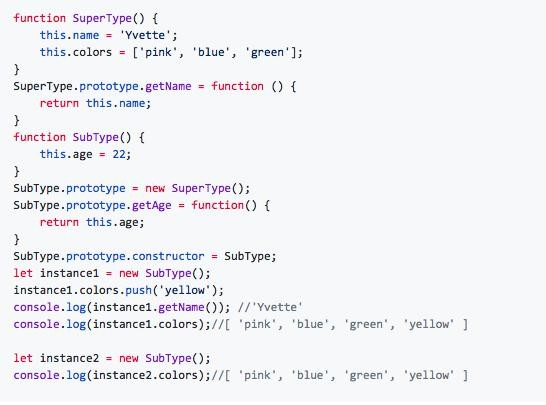 function SuperType() {
    this.name = 'Yvette';
    this.colors = ['pink', 'blue', 'green'];
}
SuperType.prototype.getName = function () {
    return this.name;
}
function SubType() {
    this.age = 22;
}
SubType.prototype = new SuperType();
SubType.prototype.getAge = function() {
    return this.age;
}
SubType.prototype.constructor = SubType;
let instance1 = new SubType();
instance1.colors.push('yellow');
console.log(instance1.getName()); //'Yvette'
console.log(instance1.colors);//[ 'pink', 'blue', 'green', 'yellow' ]

let instance2 = new SubType();
console.log(instance2.colors);//[ 'pink', 'blue', 'green', 'yellow' ]